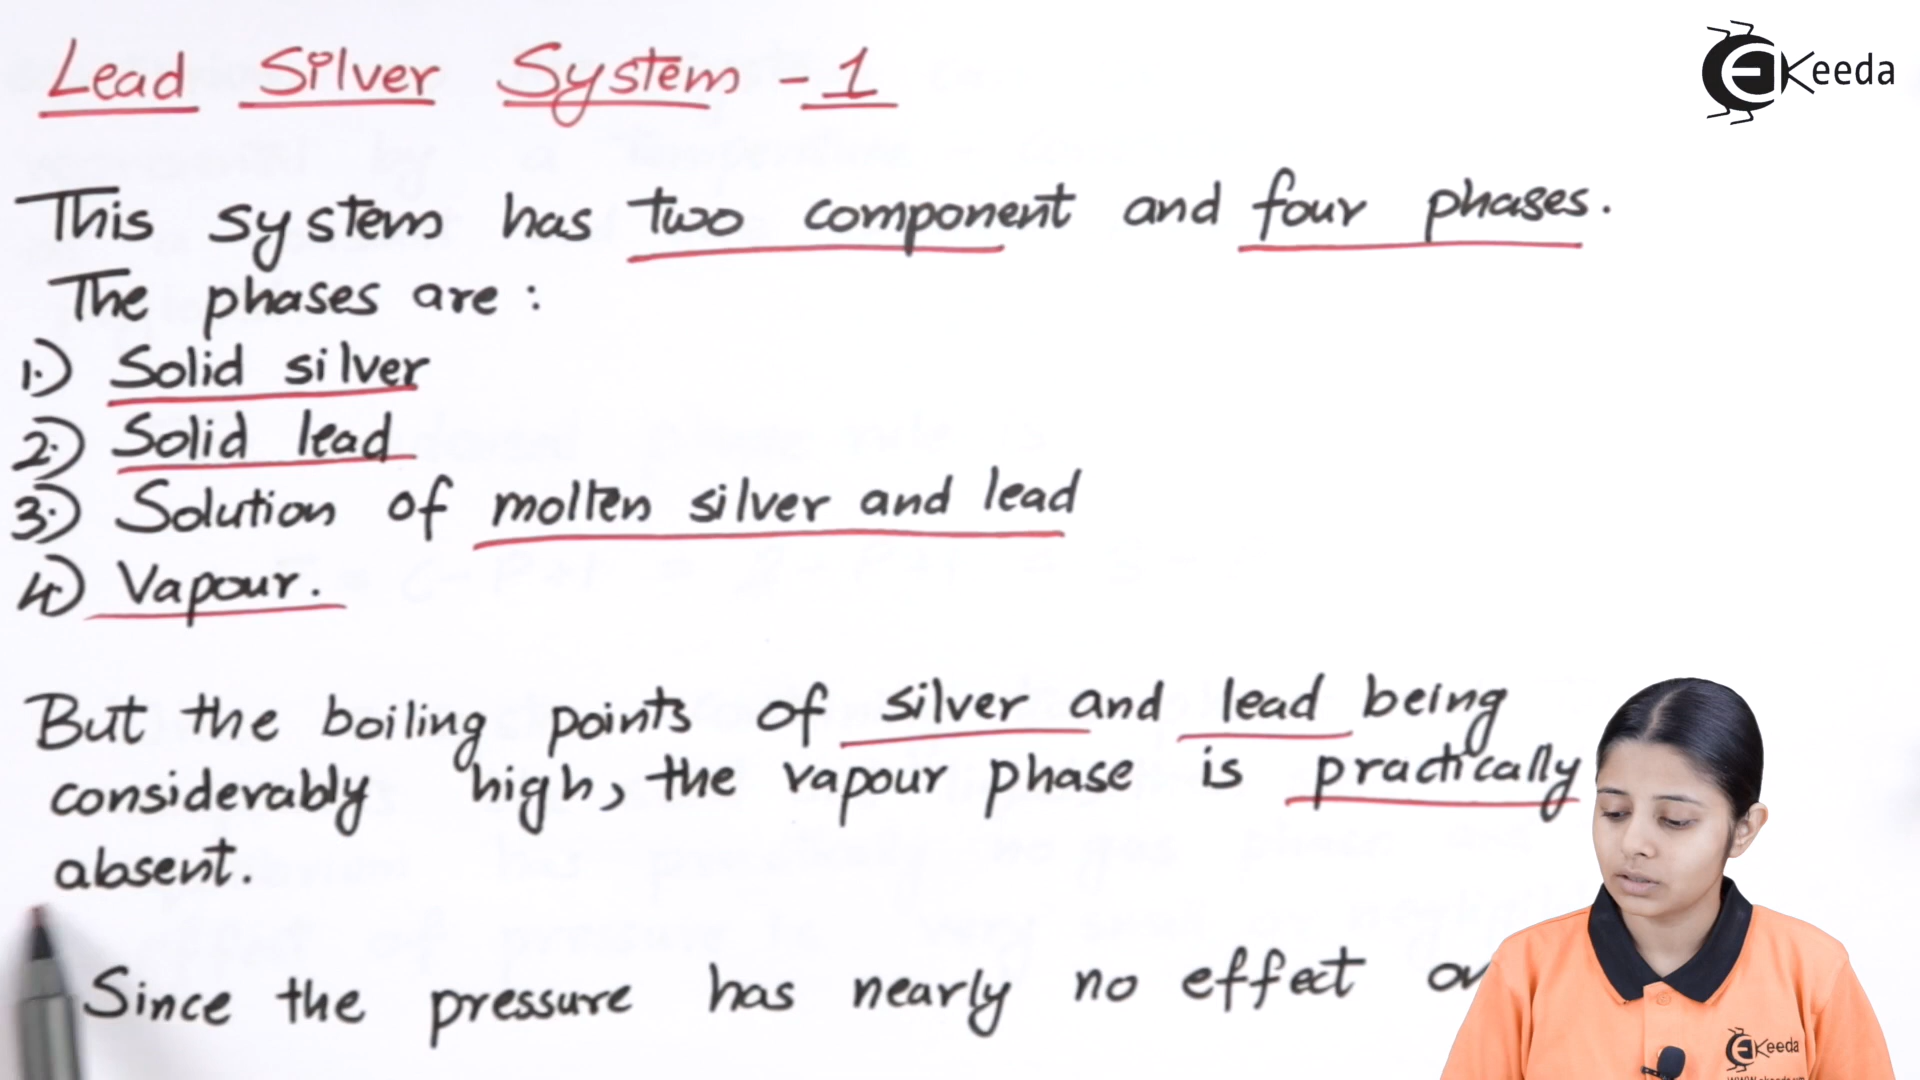 Lead Silver System - 1
EKeeda
This system has two component and four phases.
The phases are :
1.) Solid silver
2.) Solid lead
3.) Solution of molten silver and lead
4.) Vapour.
But the boiling points of silver and lead being
considerably high, the vapour phase is practically
absent.
Since the pressure has nearly no effect on
EKeeda